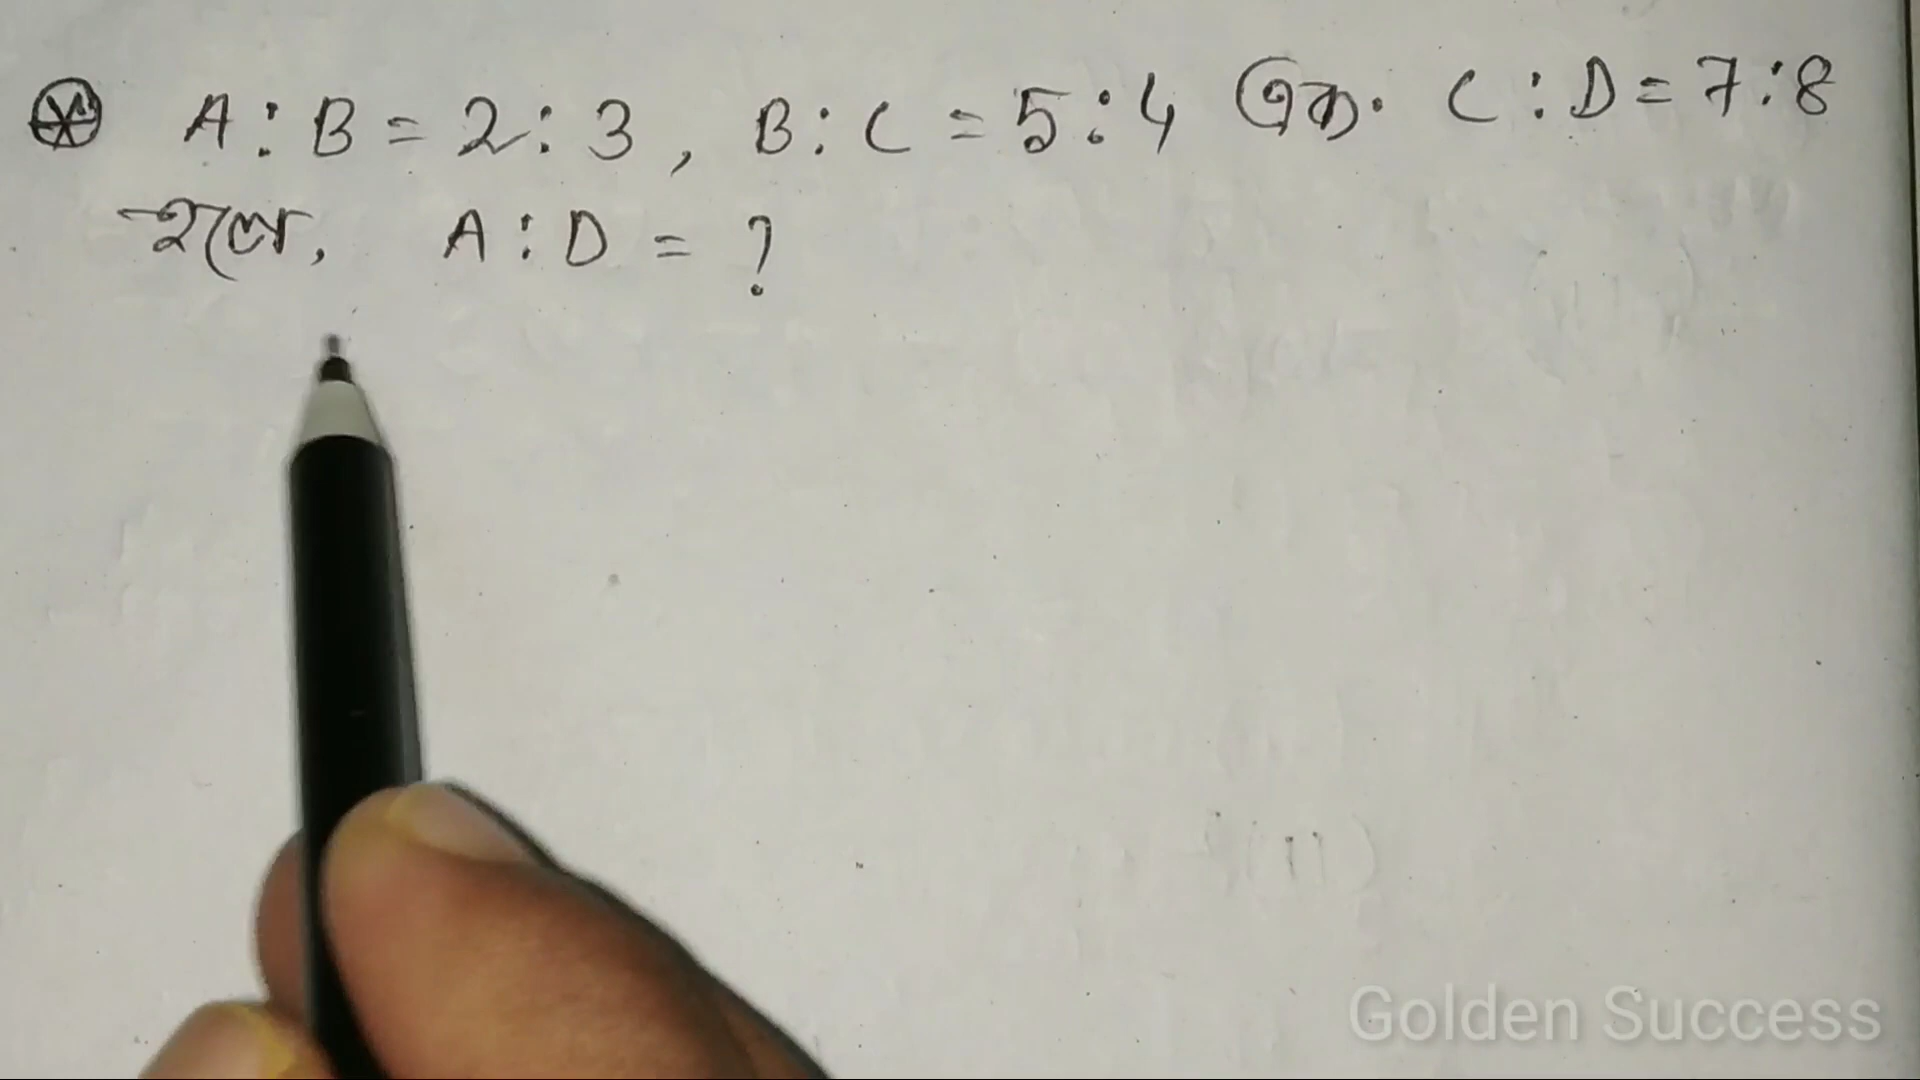 A : B = 2 : 3 , B : C = 5 : 4 এবং C : D = 7 : 8
হলে, A : D = ?
Golden Success